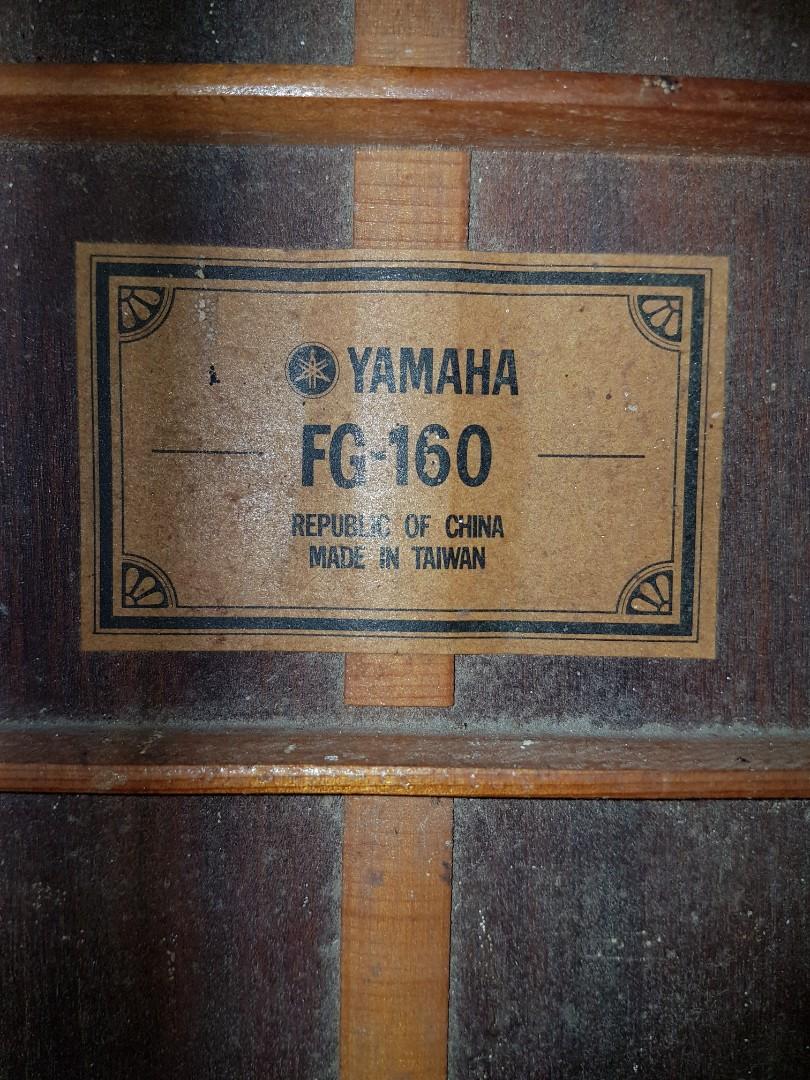 YAMAHA
FG-160
REPUBLIC OF CHINA
MADE IN TAIWAN